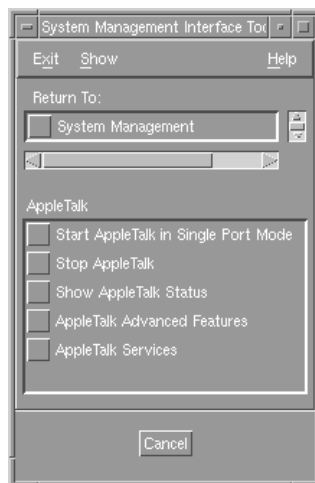 System Management Interface Too
Exit Show Help
Return To:
System Management
AppleTalk
Start AppleTalk in Single Port Mode
Stop AppleTalk
Show AppleTalk Status
AppleTalk Advanced Features
AppleTalk Services
Cancel